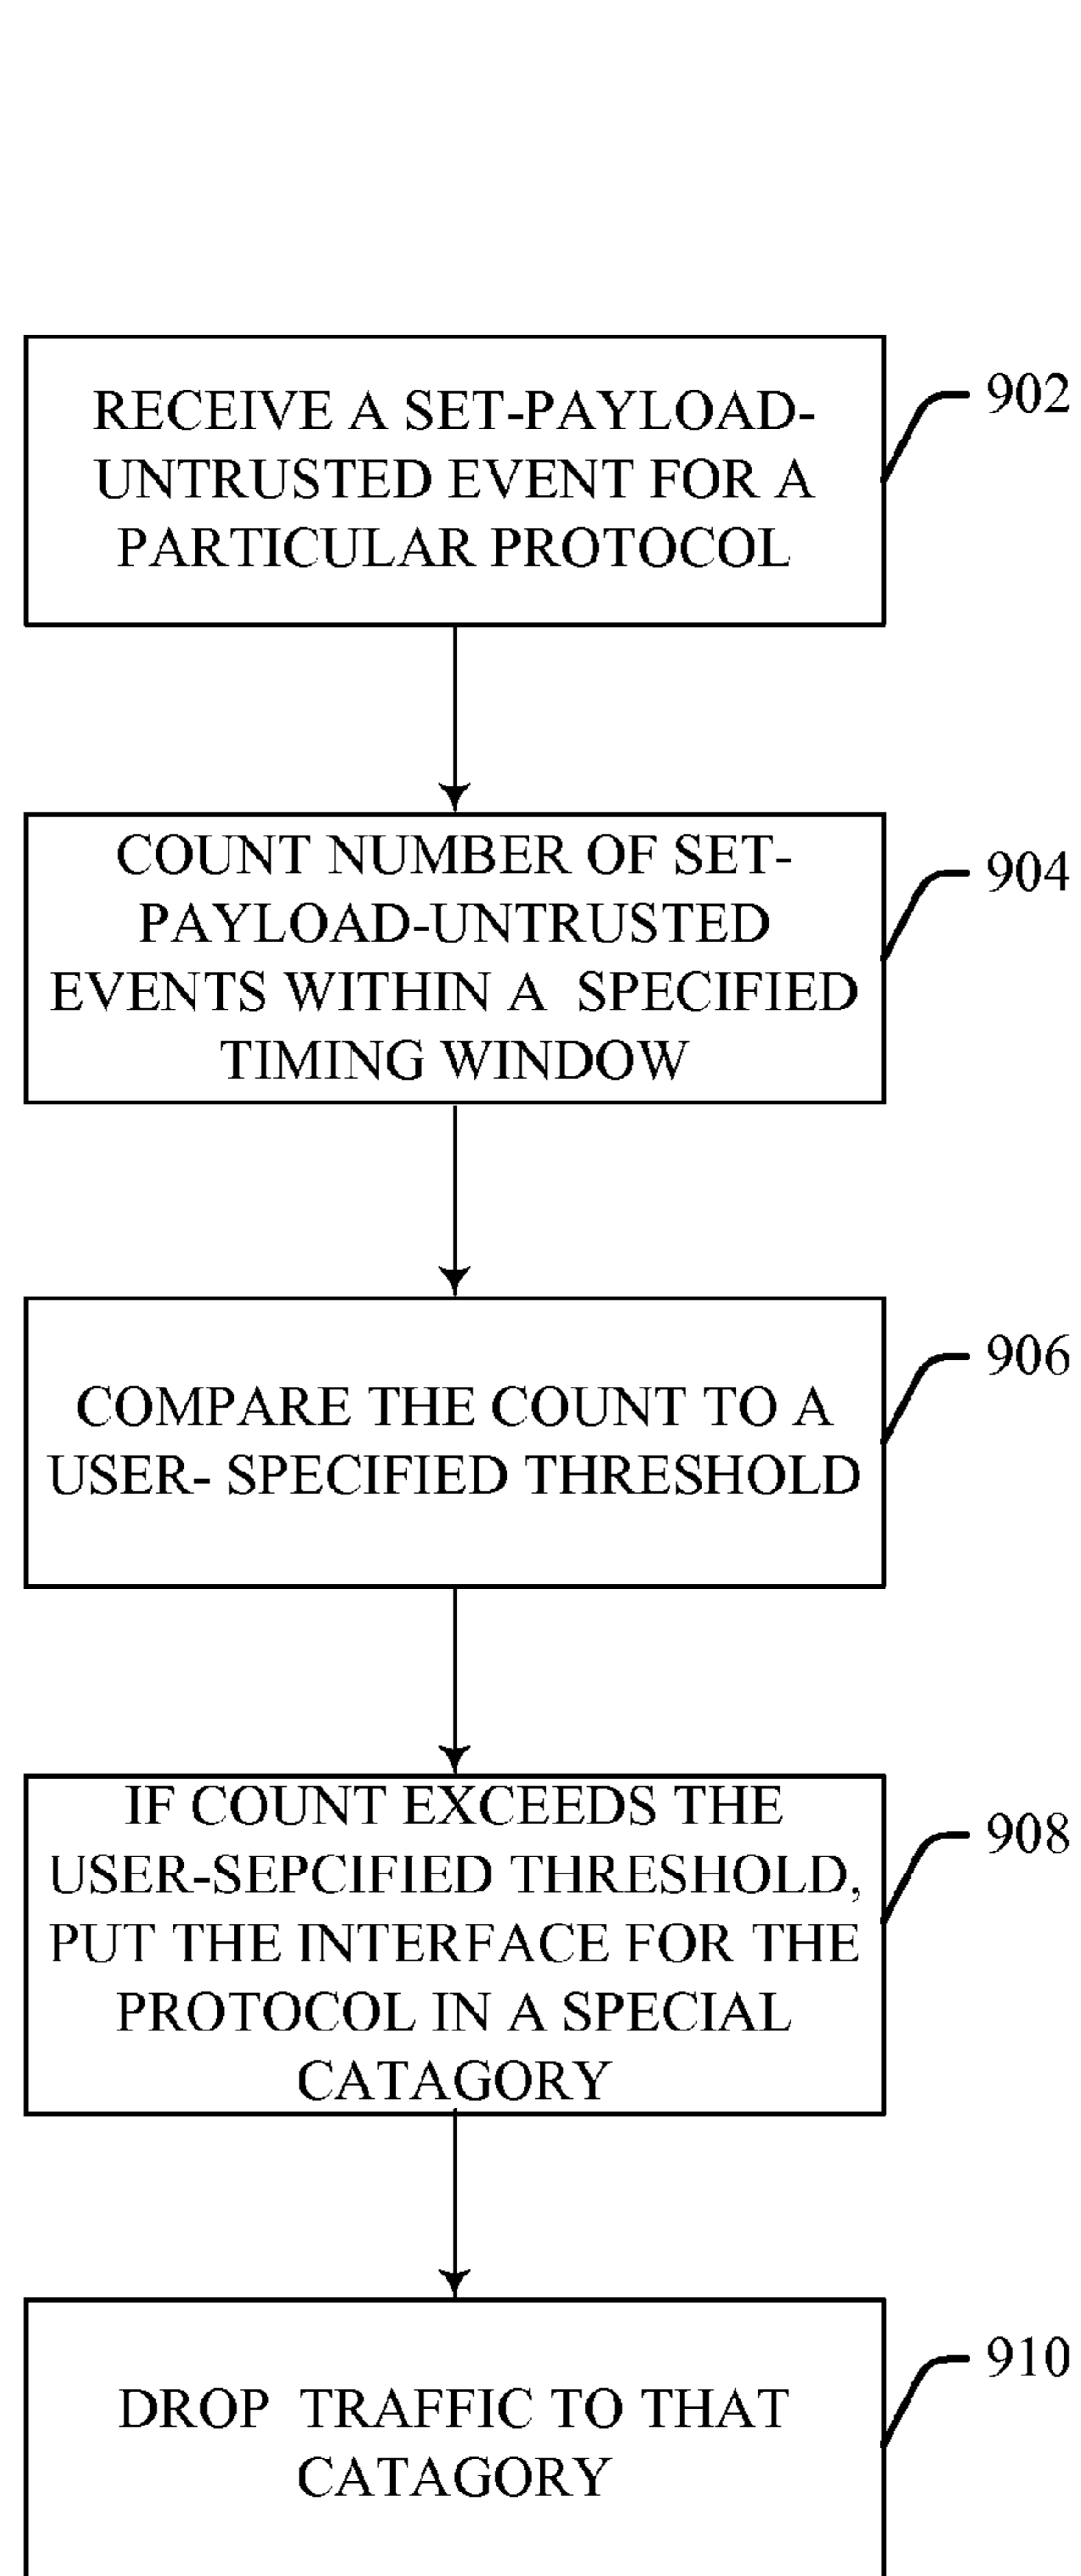 RECEIVE A SET-PAYLOAD-
UNTRUSTED EVENT FOR A
PARTICULAR PROTOCOL
902
COUNT NUMBER OF SET-
PAYLOAD-UNTRUSTED
EVENTS WITHIN A  SPECIFIED
TIMING WINDOW
904
COMPARE THE COUNT TO A
USER- SPECIFIED THRESHOLD
906
IF COUNT EXCEEDS THE
USER-SEPCIFIED THRESHOLD,
PUT THE INTERFACE FOR THE
PROTOCOL IN A SPECIAL
CATAGORY
908
DROP  TRAFFIC TO THAT
CATAGORY
910